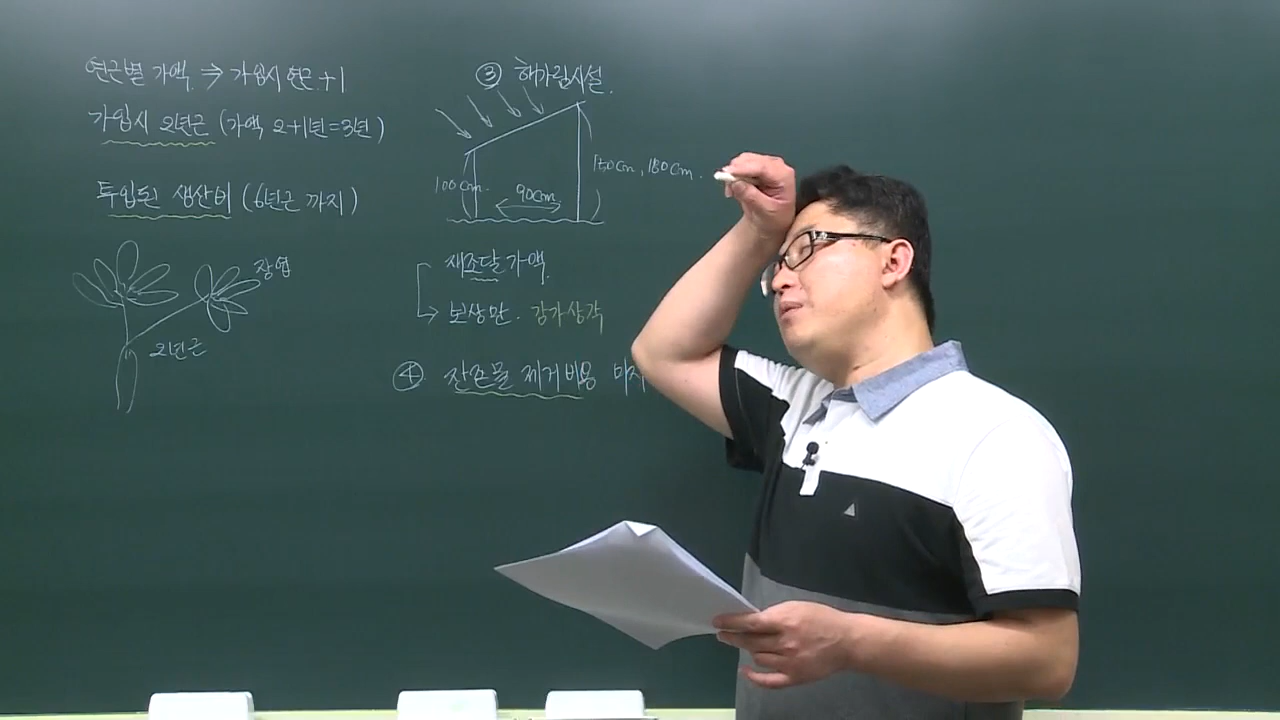 연근별 가액 ⇒ 가입시 연근 + 1
가입시 2년근 (가액 2+1년=3년)
투입된 생산비 (6년근 까지)
장엽
2년근
③ 해가림시설.
100cm.
90cm
150cm, 180cm.
재조달가액.
보상만. 감가상각
④. 잔존물 제거비용